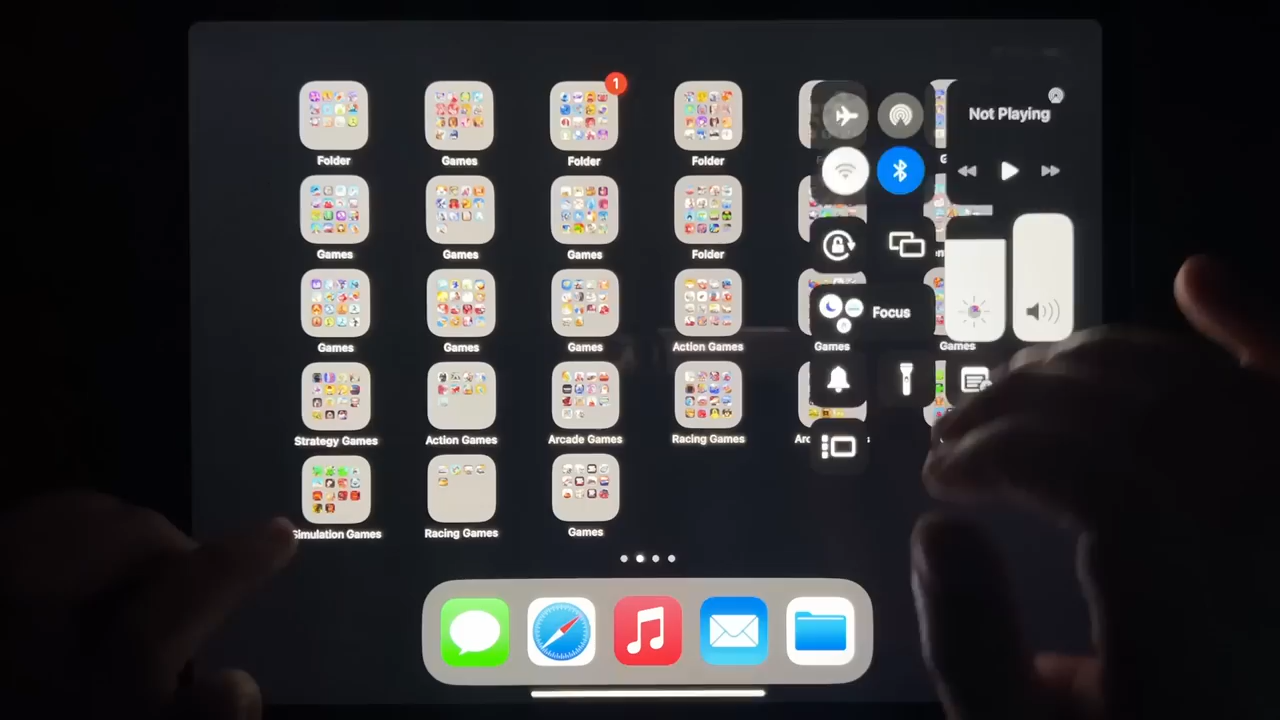 1
Not Playing
Folder
Games
Folder
Folder
Games
Games
Games
Folder
Focus
Games
Games
Games
Action Games
Games
Games
Strategy Games
Action Games
Arcade Games
Racing Games
Simulation Games
Racing Games
Games